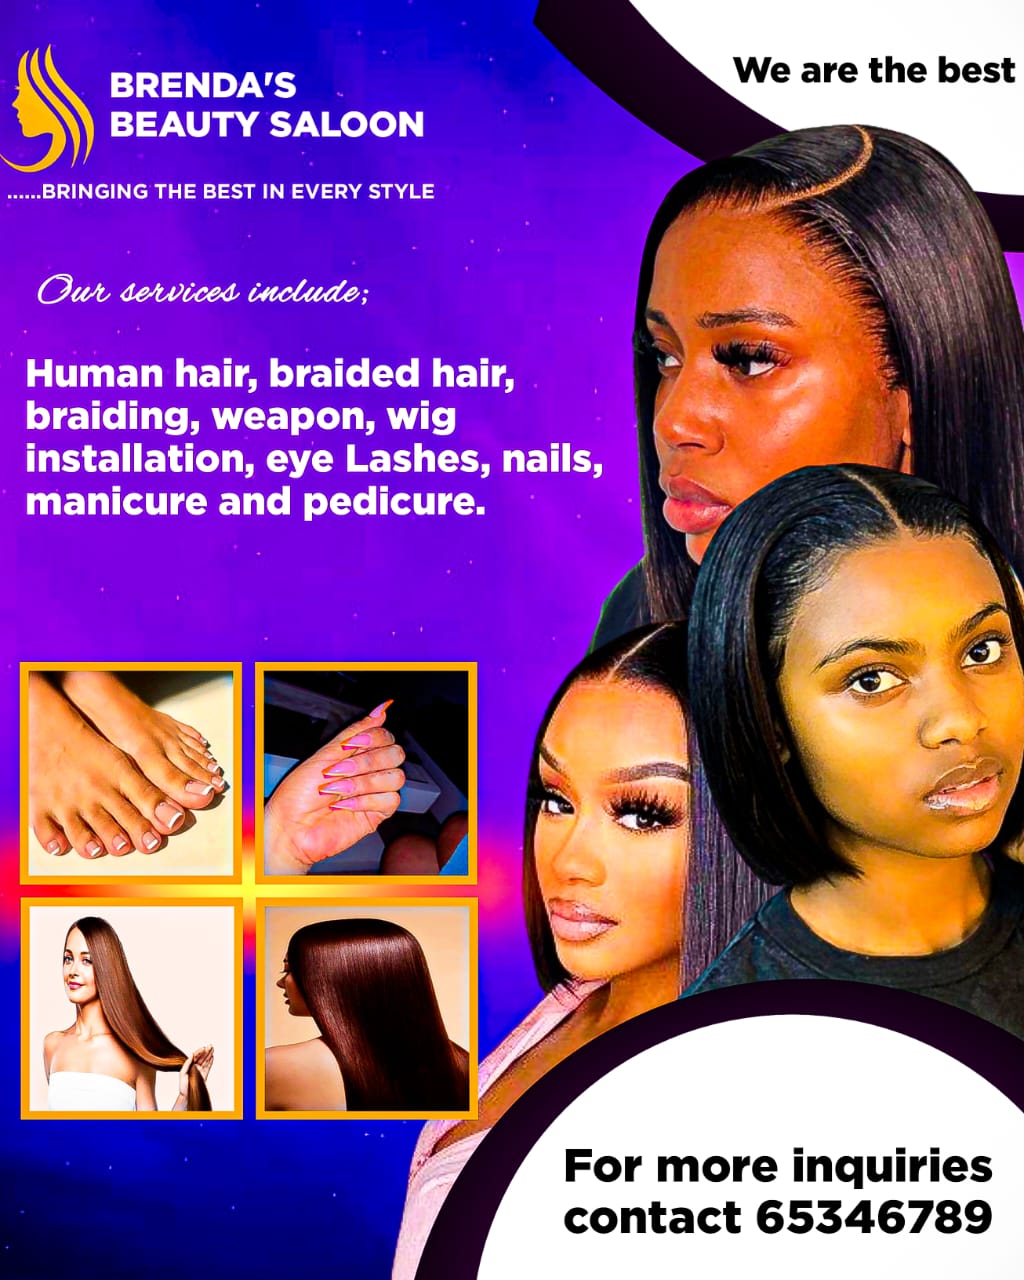 BRENDA'S
BEAUTY SALOON
......BRINGING THE BEST IN EVERY STYLE
We are the best
Our services include;
Human hair, braided hair,
braiding, weapon, wig
installation, eye Lashes, nails,
manicure and pedicure.
For more inquiries
contact 65346789